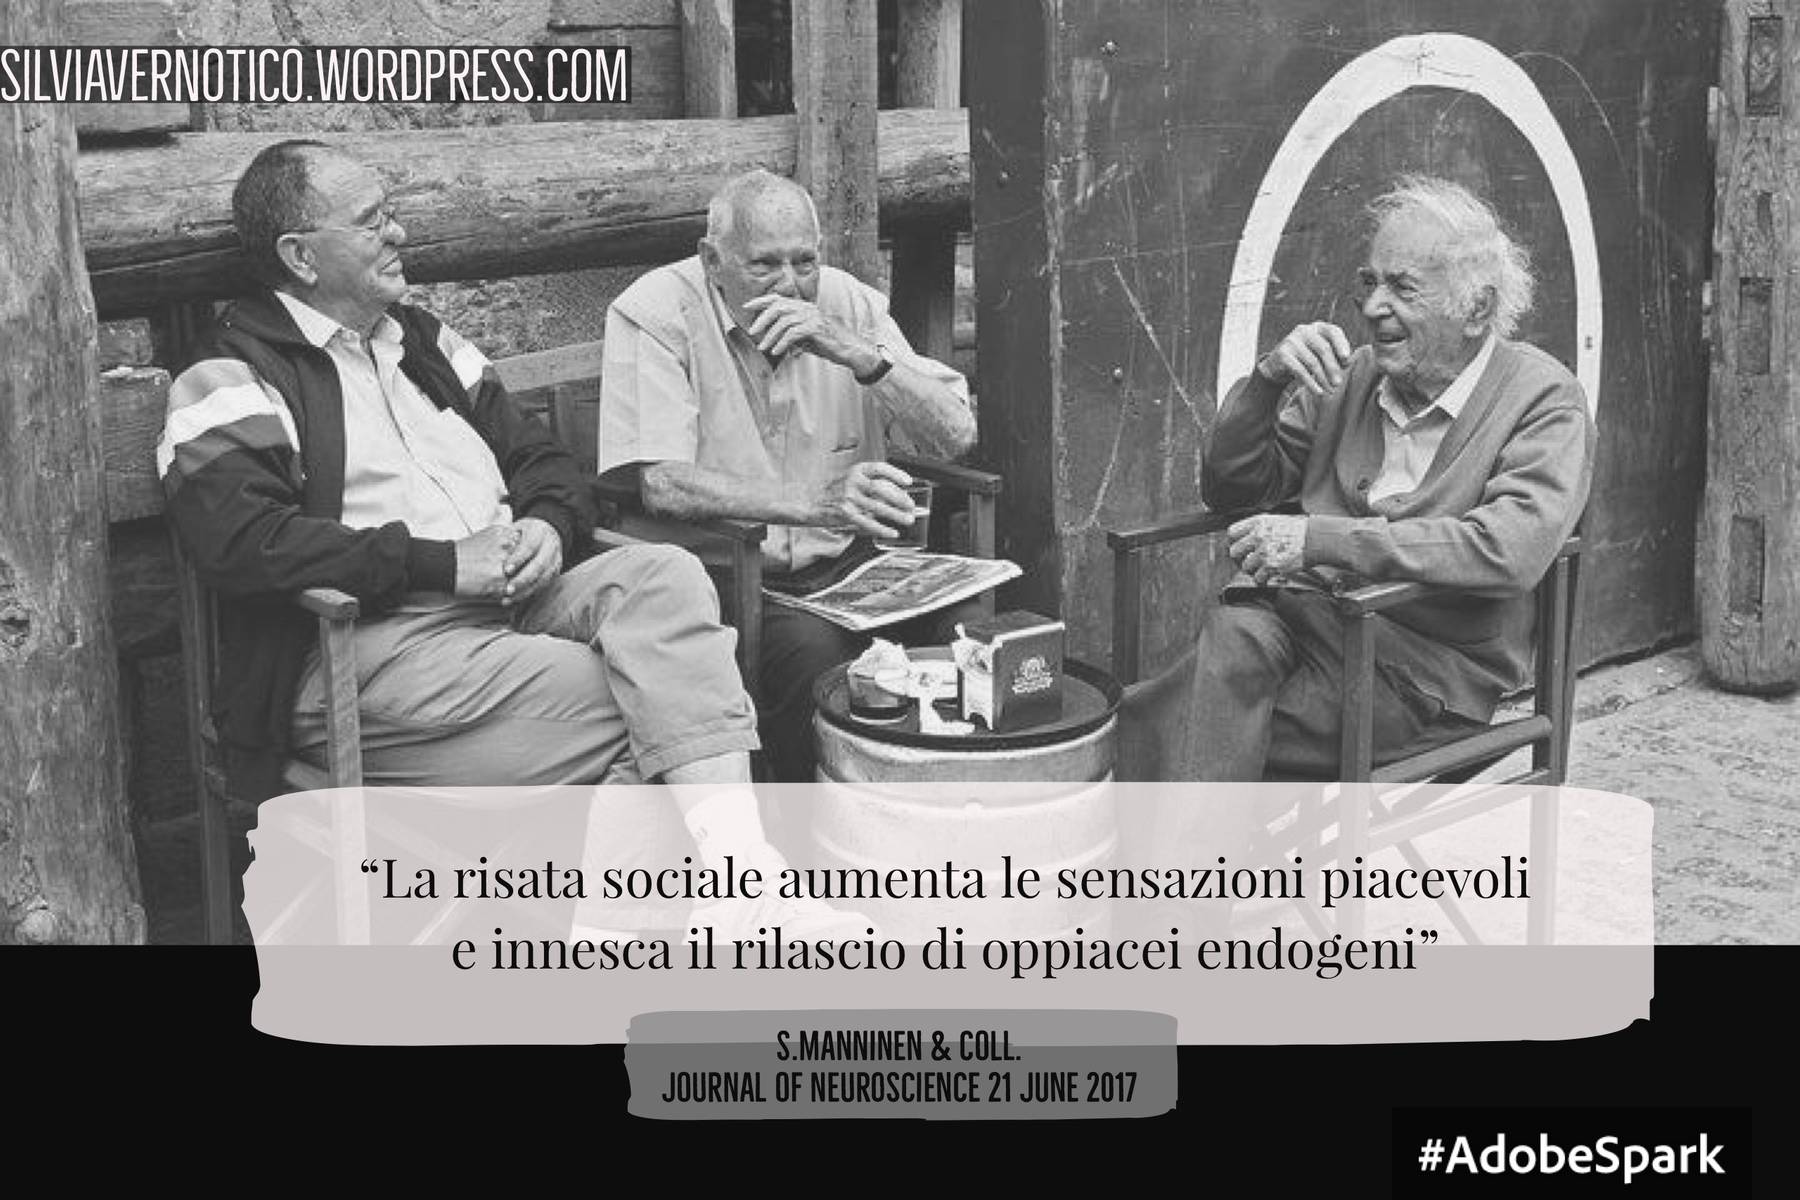 SILVIAVERNOTICO.WORDPRESS.COM
“La risata sociale aumenta le sensazioni piacevoli
e innesca il rilascio di oppiacei endogeni”
S.MANNINEN & COLL.
JOURNAL OF NEUROSCIENCE 21 JUNE 2017
#AdobeSpark